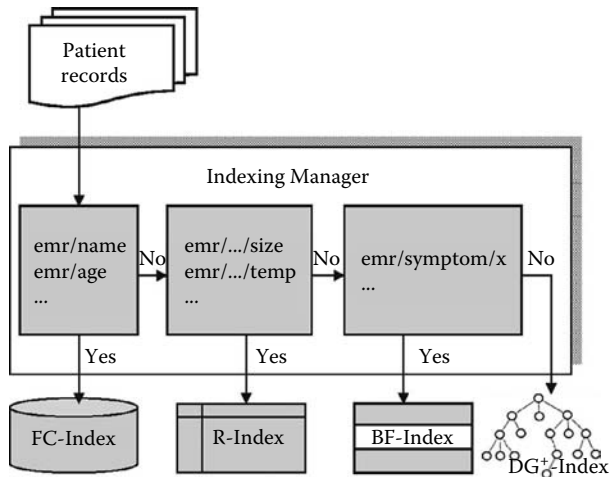 Patient
records
Indexing Manager
emr/name
emr/age
...
No
emr/.../size
emr/.../temp
...
No
emr/symptom/x
...
No
Yes
Yes
Yes
FC-Index
R-Index
BF-Index
DG+-Index